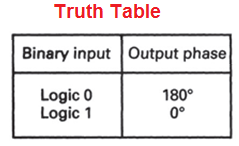 Truth Table
Binary input Output phase
Logic 0 180°
Logic 1 0°